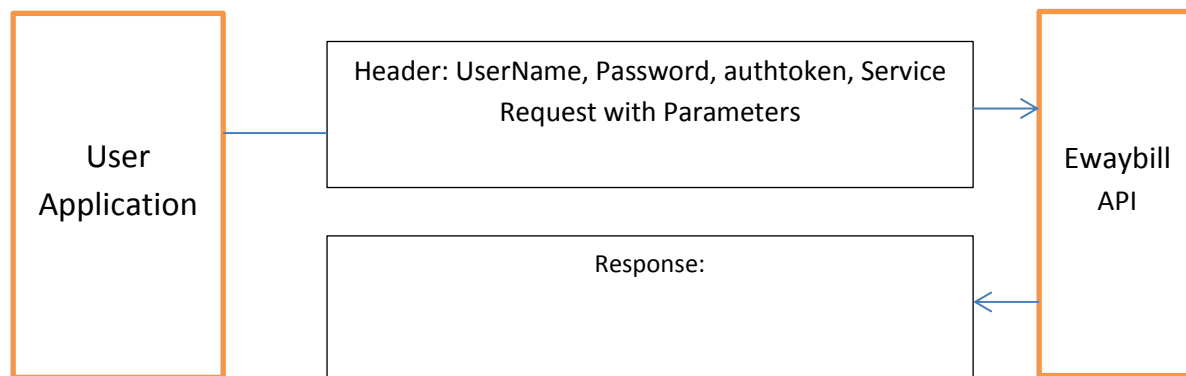 User
Application
Header: UserName, Password, authtoken, Service
Request with Parameters
Response:
Ewaybill
API